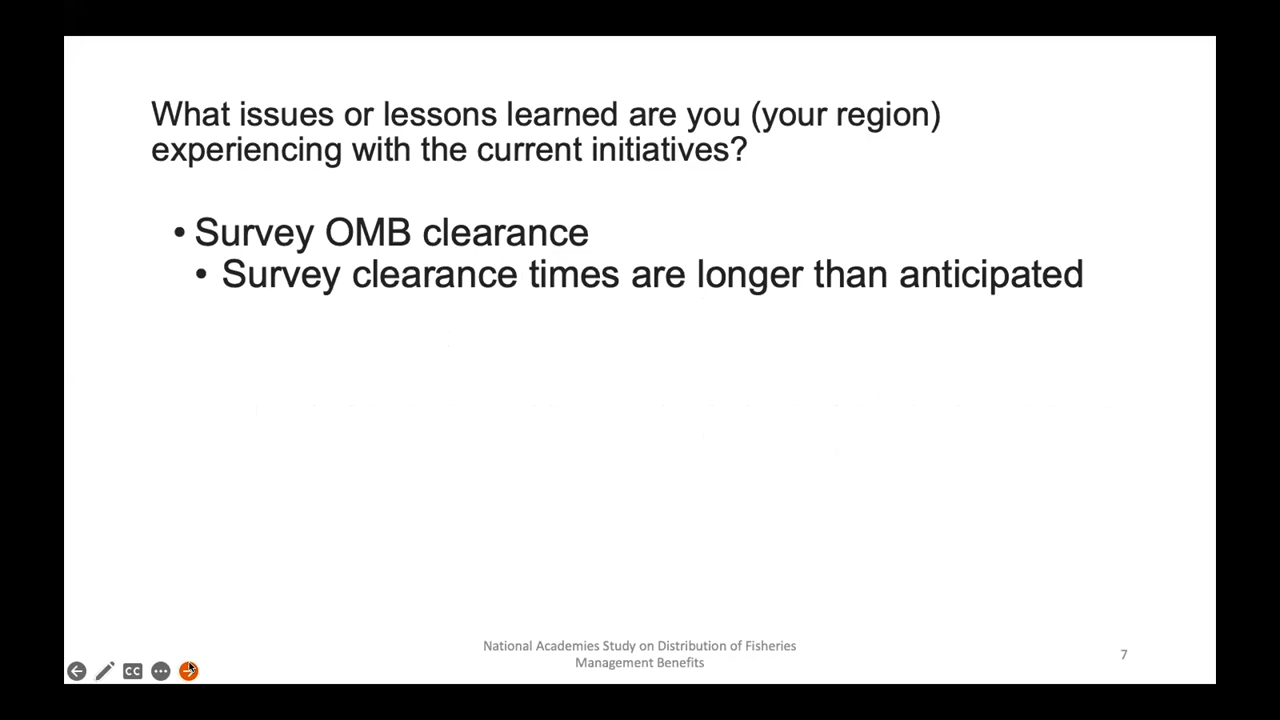 What issues or lessons learned are you (your region)
experiencing with the current initiatives?
• Survey OMB clearance
• Survey clearance times are longer than anticipated
National Academies Study on Distribution of Fisheries
Management Benefits
7
CC